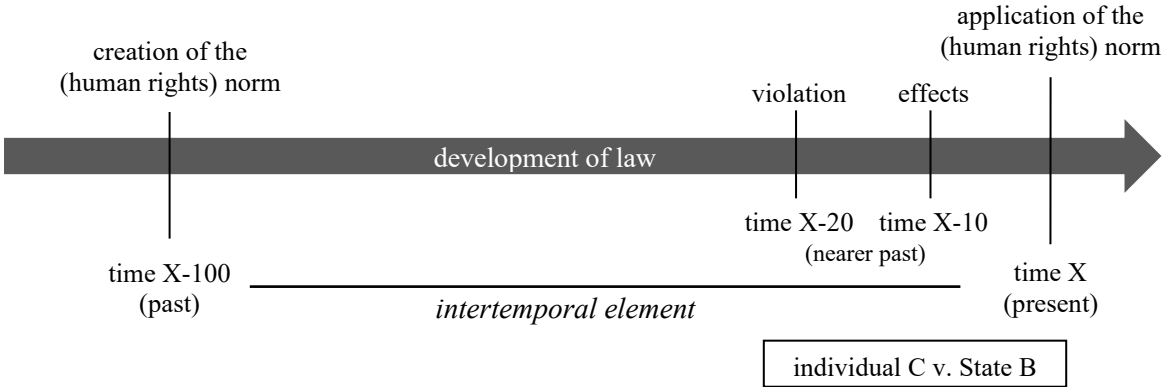 creation of the
(human rights) norm
application of the
(human rights) norm
violation
effects
development of law
time X-100
(past)
time X-20
time X-10
(nearer past)
time X
(present)
intertemporal element
individual C v. State B